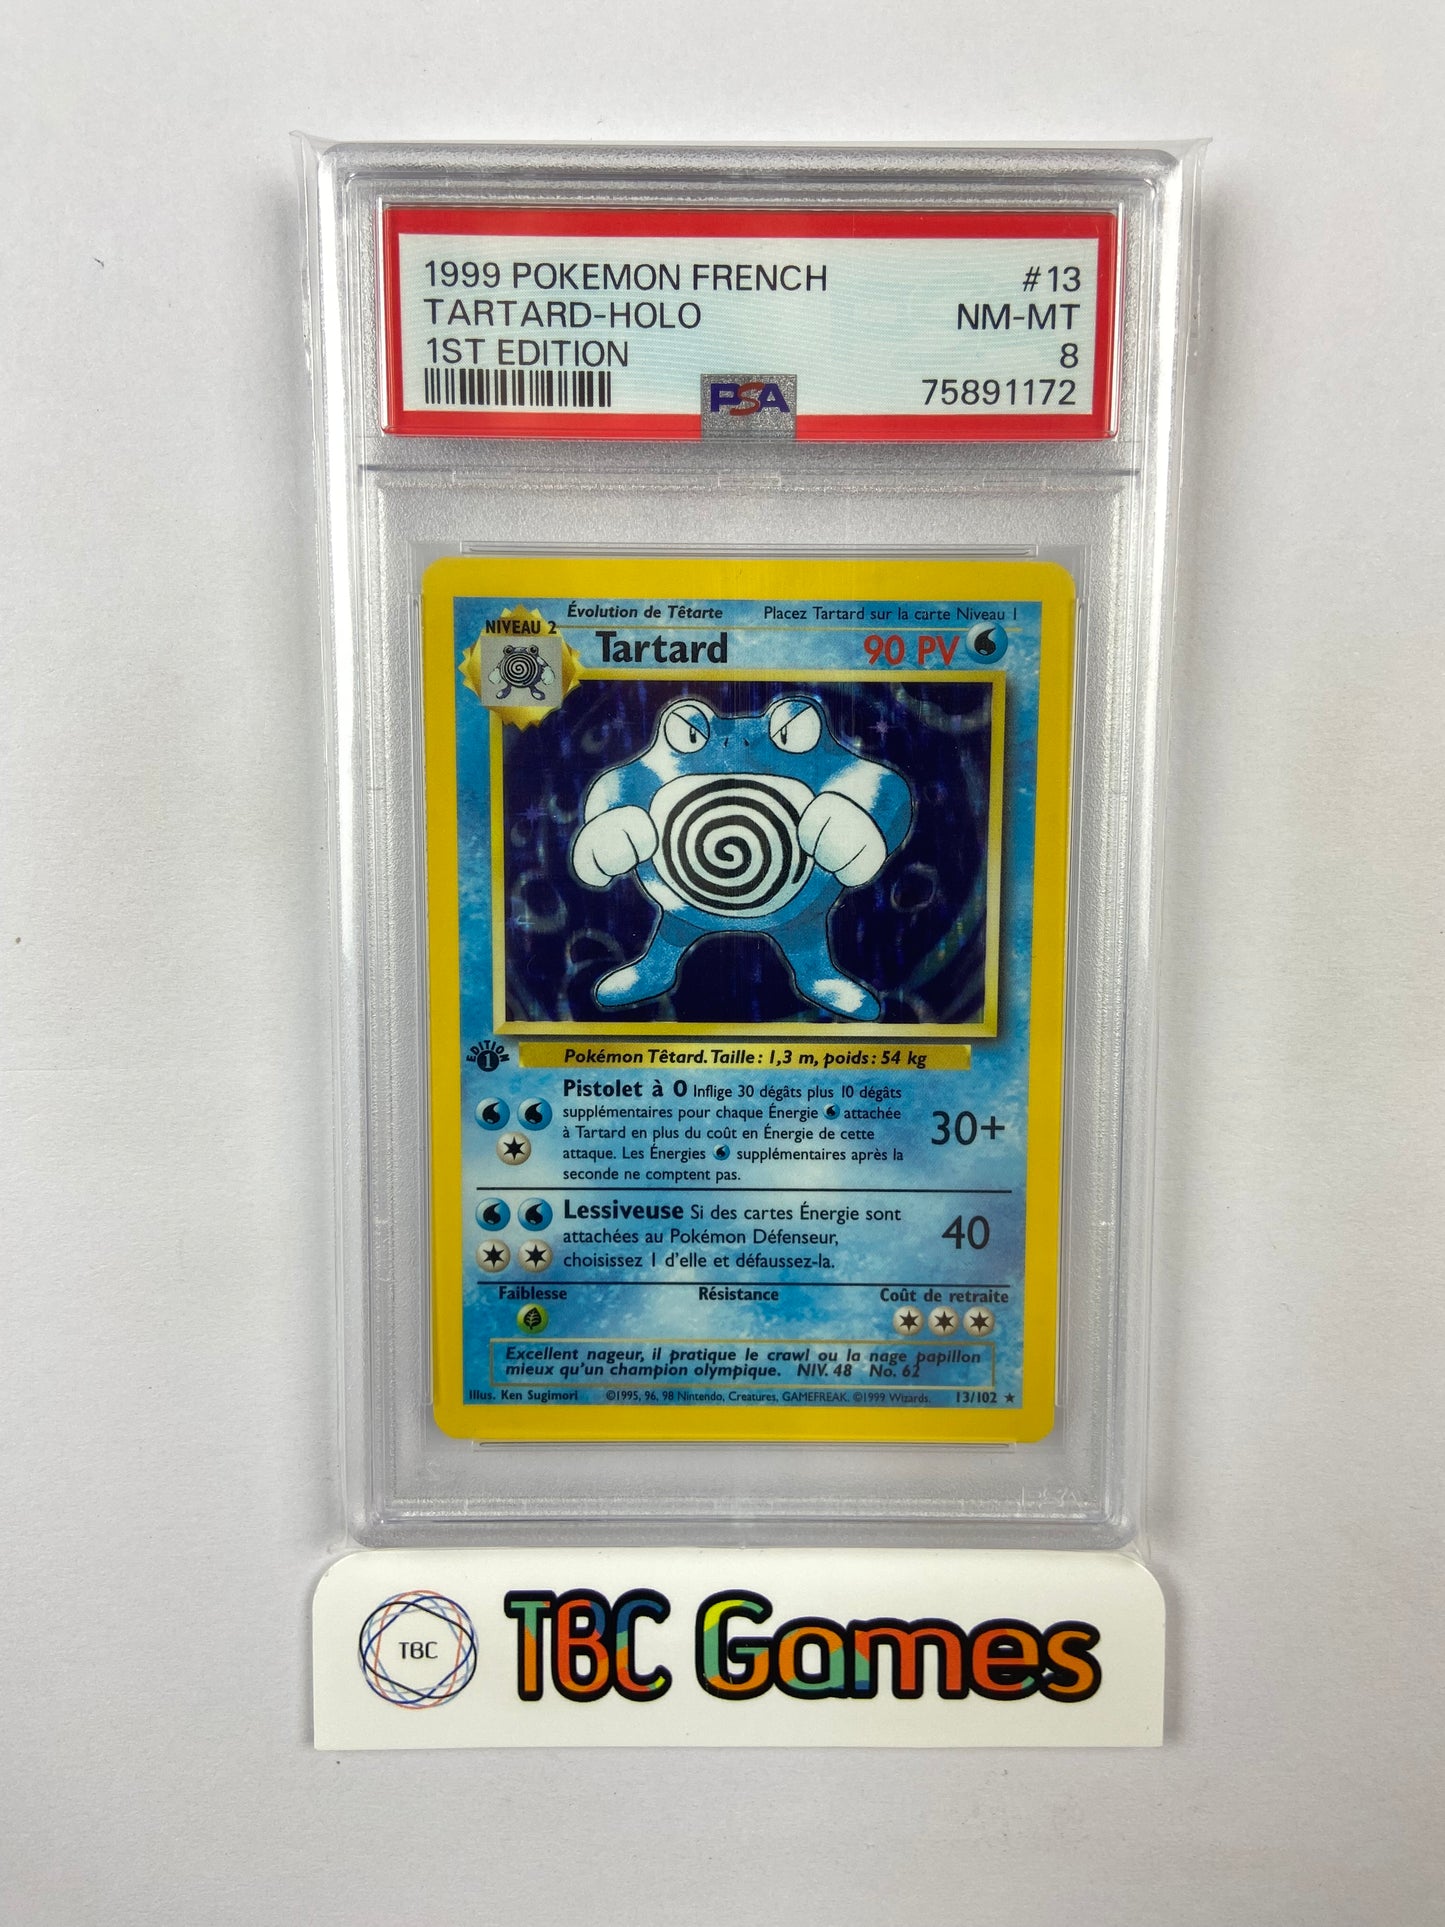 1999 POKEMON FRENCH #13
TARTARD-HOLO NM-MT
1ST EDITION 8
PSA 75891172
Évolution de Têtarte Placez Tartard sur la carte Niveau 1
NIVEAU 2
Tartard 90 PV
EDITION 1
Pokémon Têtard. Taille : 1,3 m, poids : 54 kg
Pistolet à O Inflige 30 dégâts plus 10 dégâts
supplémentaires pour chaque Énergie attachée
à Tartard en plus du coût en Énergie de cette
attaque. Les Énergies supplémentaires après la
seconde ne comptent pas.
30+
Lessiveuse Si des cartes Énergie sont
attachées au Pokémon Défenseur,
choisissez 1 d'elle et défaussez-la.
40
Faiblesse Résistance Coût de retraite
Excellent nageur, il pratique le crawl ou la nage papillon
mieux qu'un champion olympique. NIV. 48 No. 62
Illus. Ken Sugimori ©1995, 96, 98 Nintendo, Creatures, GAMEFREAK. ©1999 Wizards. 13/102 ★
TBC TBC Games